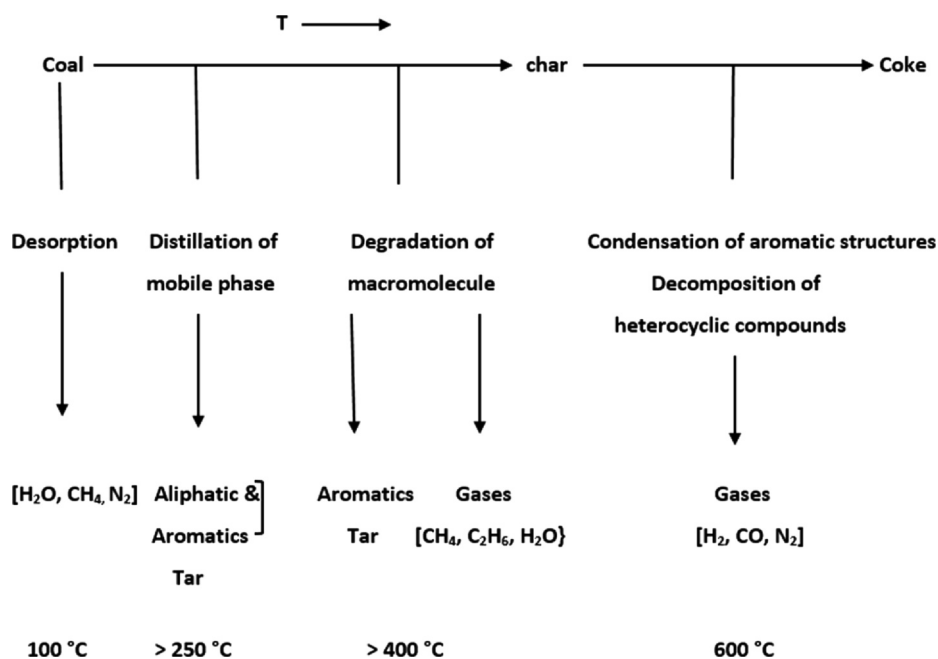 T
Coal char Coke
Desorption Distillation of Degradation of Condensation of aromatic structures
mobile phase macromolecule Decomposition of
heterocyclic compounds
[H₂O, CH₄, N₂] Aliphatic & Aromatics Gases Gases
Aromatics Tar [CH₄, C₂H₆, H₂O} [H₂, CO, N₂]
Tar
100 °C > 250 °C > 400 °C 600 °C